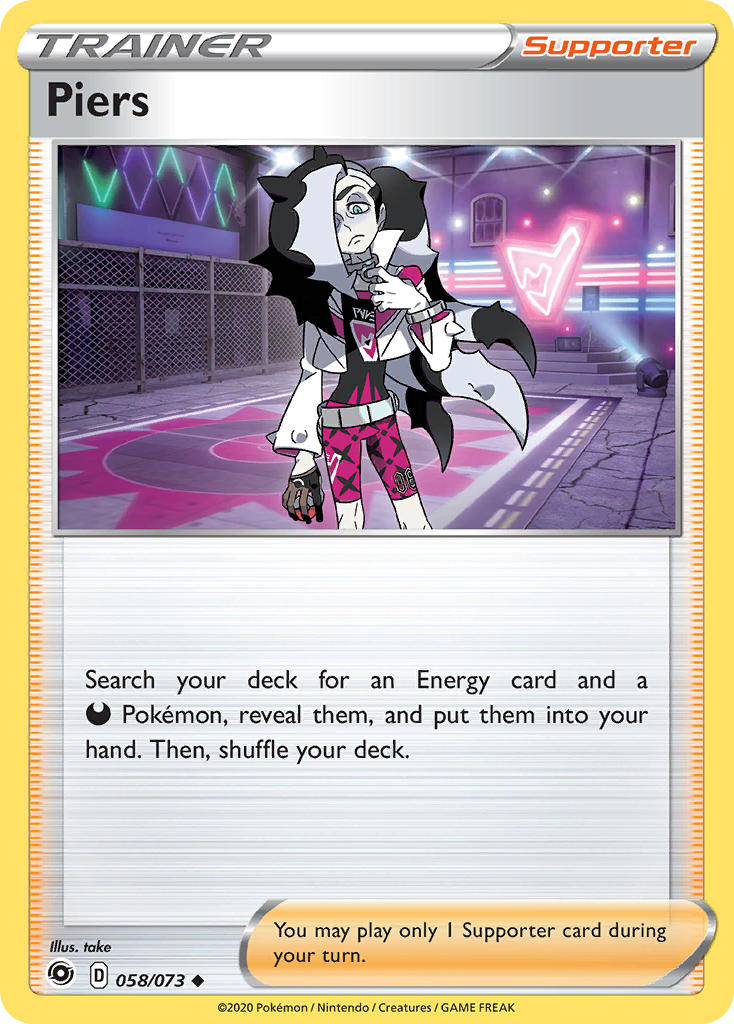 TRAINER Supporter
Piers
Search your deck for an Energy card and a
Pokémon, reveal them, and put them into your
hand. Then, shuffle your deck.
You may play only 1 Supporter card during
your turn.
Illus. take
D 058/073
©2020 Pokémon / Nintendo / Creatures / GAME FREAK